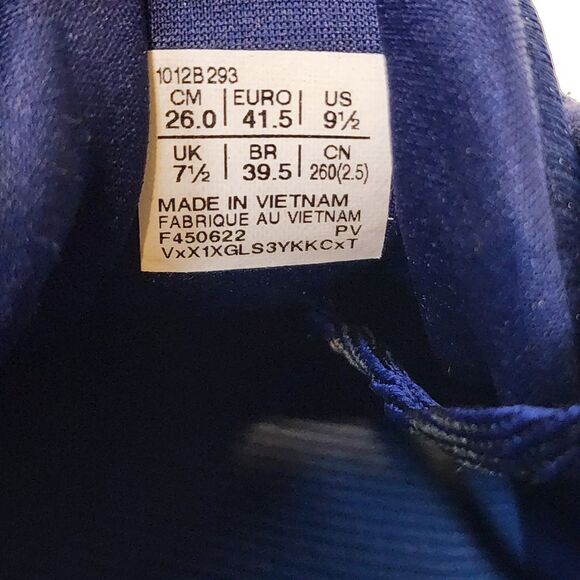 1012B293
CM | EURO | US
26.0 | 41.5 | 9½
UK | BR | CN
7½ | 39.5 | 260(2.5)
MADE IN VIETNAM
FABRIQUE AU VIETNAM
F450622 PV
VxX1XGLS3YKKCxT